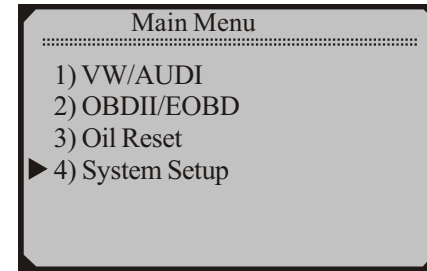 Main Menu
1) VW/AUDI
2) OBDII/EOBD
3) Oil Reset
4) System Setup